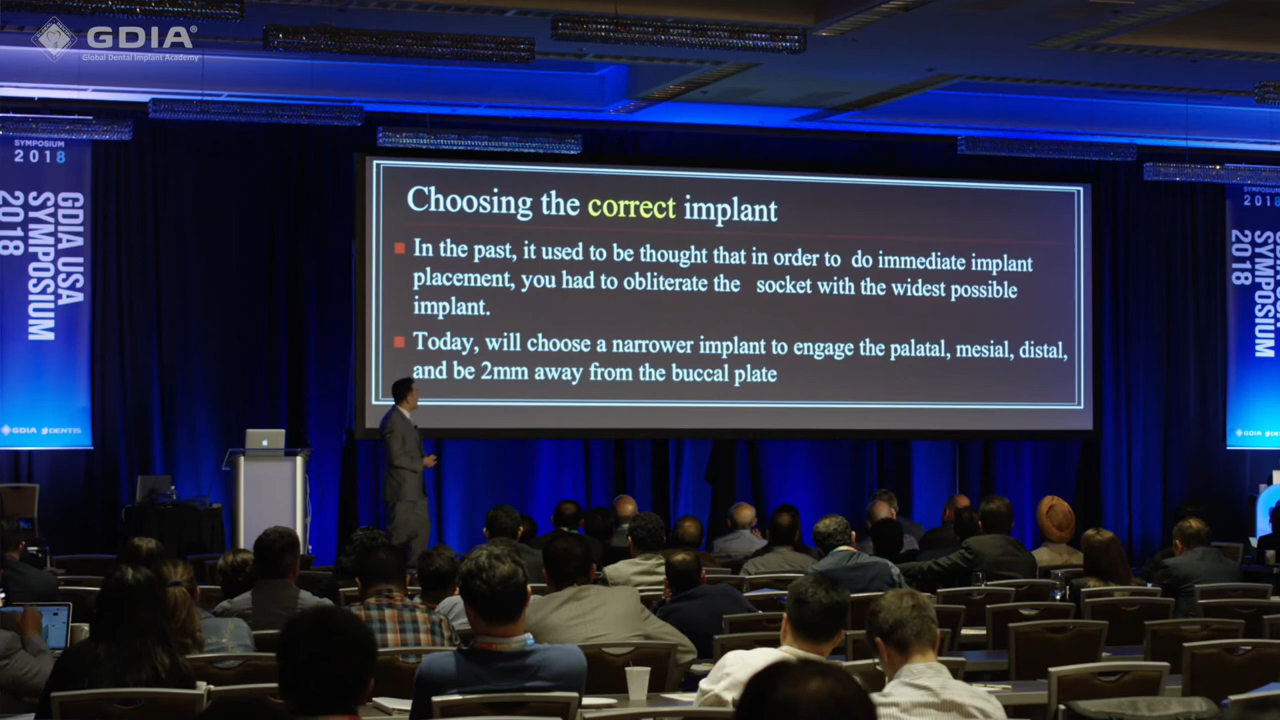 GDIA®
Global Dental Implant Academy
SYMPOSIUM
2018
GDIA USA
SYMPOSIUM
2018
GDIA DENTIS
Choosing the correct implant
In the past, it used to be thought that in order to do immediate implant
placement, you had to obliterate the socket with the widest possible
implant.
Today, will choose a narrower implant to engage the palatal, mesial, distal,
and be 2mm away from the buccal plate
SYMPOSIUM
2018
SYMPOSIUM
2018
GDIA